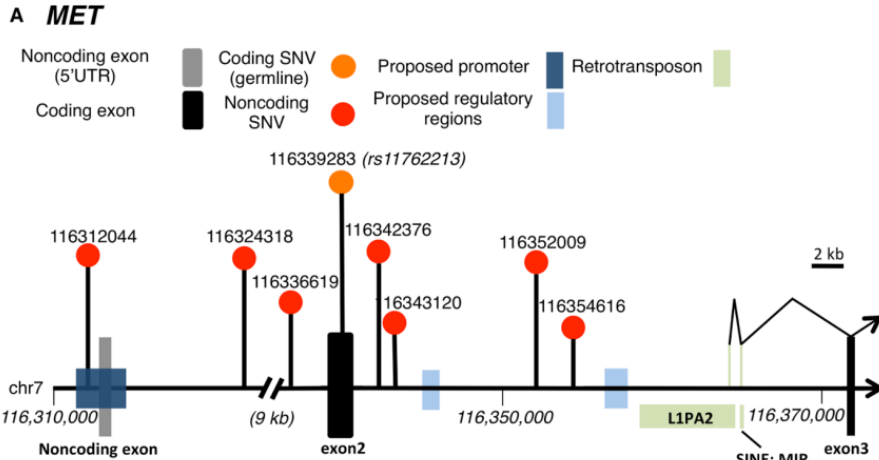 A MET
Noncoding exon
(5'UTR)
Coding SNV
(germline)
Proposed promoter
Retrotransposon
Coding exon
Noncoding
SNV
Proposed regulatory
regions
116339283 (rs11762213)
116312044
116324318
116342376
116352009
2 kb
116336619
116343120
116354616
chr7
116,310,000
(9 kb)
116,350,000
L1PA2
116,370,000
Noncoding exon
exon2
exon3
SINE: MIR